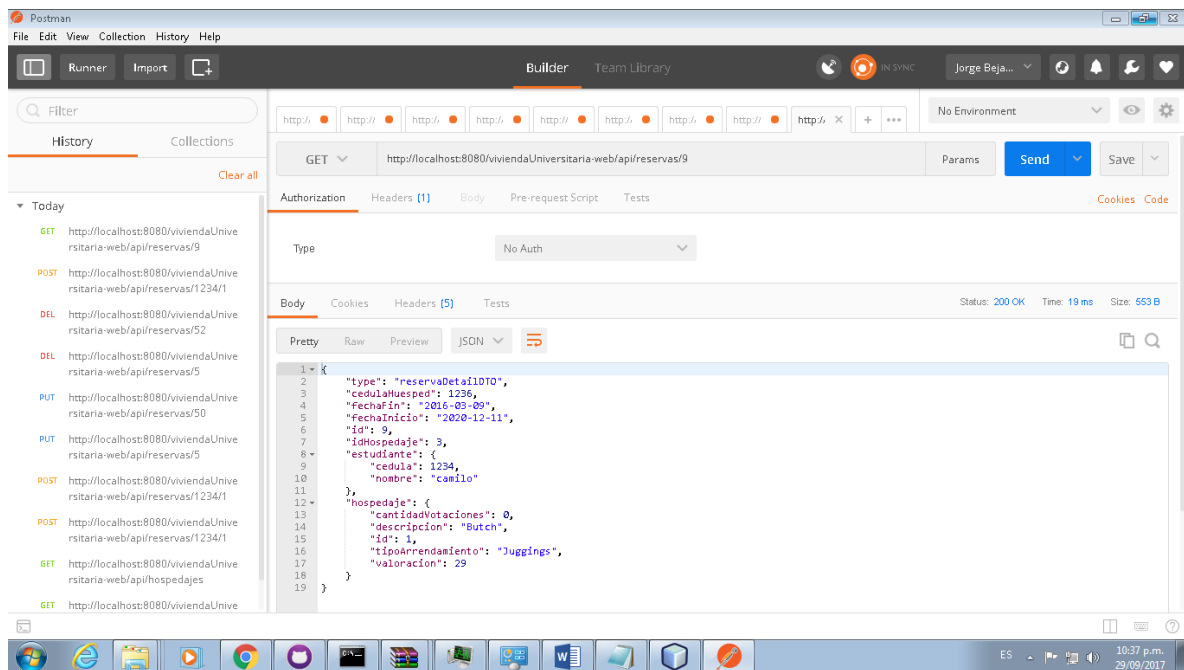 Postman
File Edit View Collection History Help
Runner Import Builder Team Library IN SYNC Jorge Beja...
Filter
History Collections
Clear all
Today
GET http://localhost:8080/viviendaUnive
rsitaria-web/api/reservas/9
POST http://localhost:8080/viviendaUnive
rsitaria-web/api/reservas/1234/1
DEL http://localhost:8080/viviendaUnive
rsitaria-web/api/reservas/52
DEL http://localhost:8080/viviendaUnive
rsitaria-web/api/reservas/5
PUT http://localhost:8080/viviendaUnive
rsitaria-web/api/reservas/50
PUT http://localhost:8080/viviendaUnive
rsitaria-web/api/reservas/5
POST http://localhost:8080/viviendaUnive
rsitaria-web/api/reservas/1234/1
POST http://localhost:8080/viviendaUnive
rsitaria-web/api/reservas/1234/1
GET http://localhost:8080/viviendaUnive
rsitaria-web/api/hospedajes
GET http://localhost:8080/viviendaUnive
http:/ http:// http:/ http:/ http:// http:/ http:/ http:// http:/ × + •••
No Environment
GET http://localhost:8080/viviendaUniversitaria-web/api/reservas/9 Params Send Save
Authorization Headers (1) Body Pre-request Script Tests Cookies Code
Type No Auth
Body Cookies Headers (5) Tests Status: 200 OK Time: 19 ms Size: 553 B
Pretty Raw Preview JSON
1 {
2 "type": "reservaDetailDTO",
3 "cedulaHuesped": 1236,
4 "fechaFin": "2016-03-09",
5 "fechaInicio": "2020-12-11",
6 "id": 9,
7 "idHospedaje": 3,
8 "estudiante": {
9 "cedula": 1234,
10 "nombre": "camilo"
11 },
12 "hospedaje": {
13 "cantidadVotaciones": 0,
14 "descripcion": "Butch",
15 "id": 1,
16 "tipoArrendamiento": "Juggings",
17 "valoracion": 29
18 }
19 }
ES 10:37 p.m.
29/09/2017